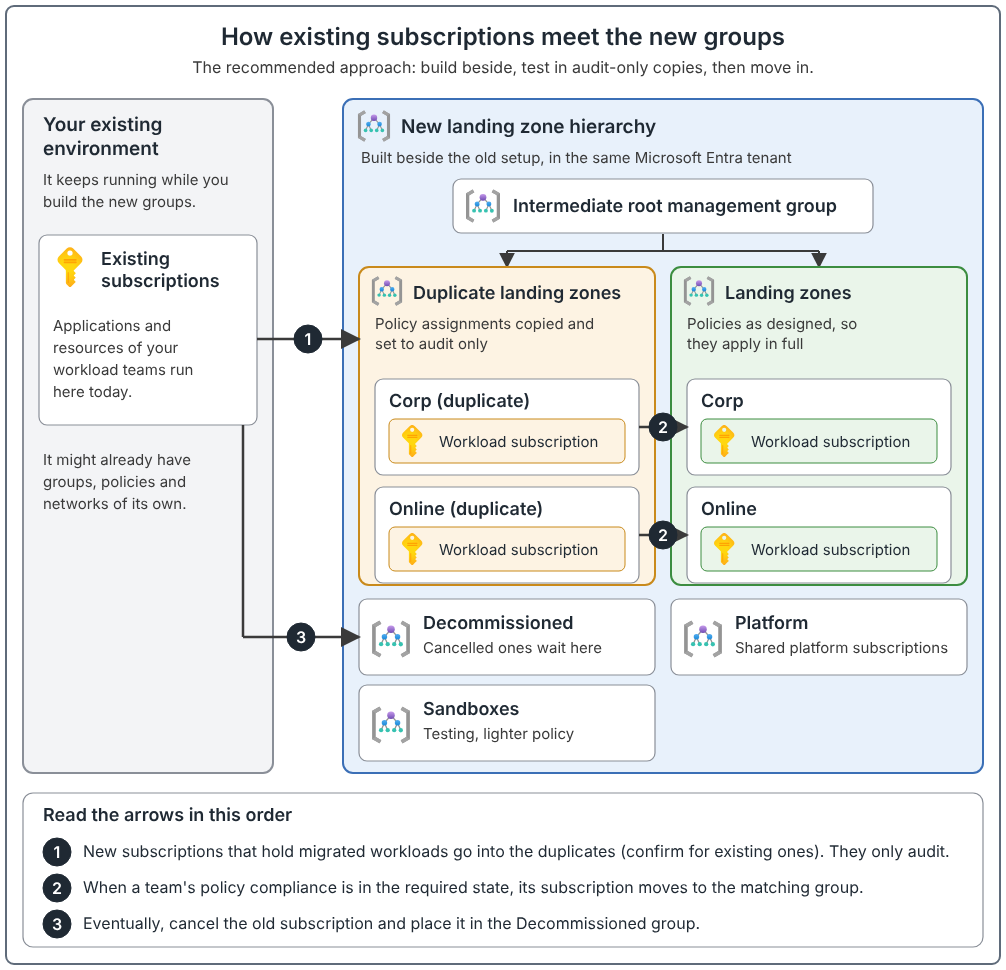 How existing subscriptions meet the new groups
The recommended approach: build beside, test in audit-only copies, then move in.
Your existing
environment
It keeps running while you
build the new groups.
Existing
subscriptions
Applications and
resources of your
workload teams run
here today.
It might already have
groups, policies and
networks of its own.
1
3
New landing zone hierarchy
Built beside the old setup, in the same Microsoft Entra tenant
Intermediate root management group
Duplicate landing zones
Policy assignments copied and
set to audit only
Corp (duplicate)
Workload subscription
Online (duplicate)
Workload subscription
2
2
Landing zones
Policies as designed, so
they apply in full
Corp
Workload subscription
Online
Workload subscription
Decommissioned
Cancelled ones wait here
Platform
Shared platform subscriptions
Sandboxes
Testing, lighter policy
Read the arrows in this order
1 New subscriptions that hold migrated workloads go into the duplicates (confirm for existing ones). They only audit.
2 When a team's policy compliance is in the required state, its subscription moves to the matching group.
3 Eventually, cancel the old subscription and place it in the Decommissioned group.